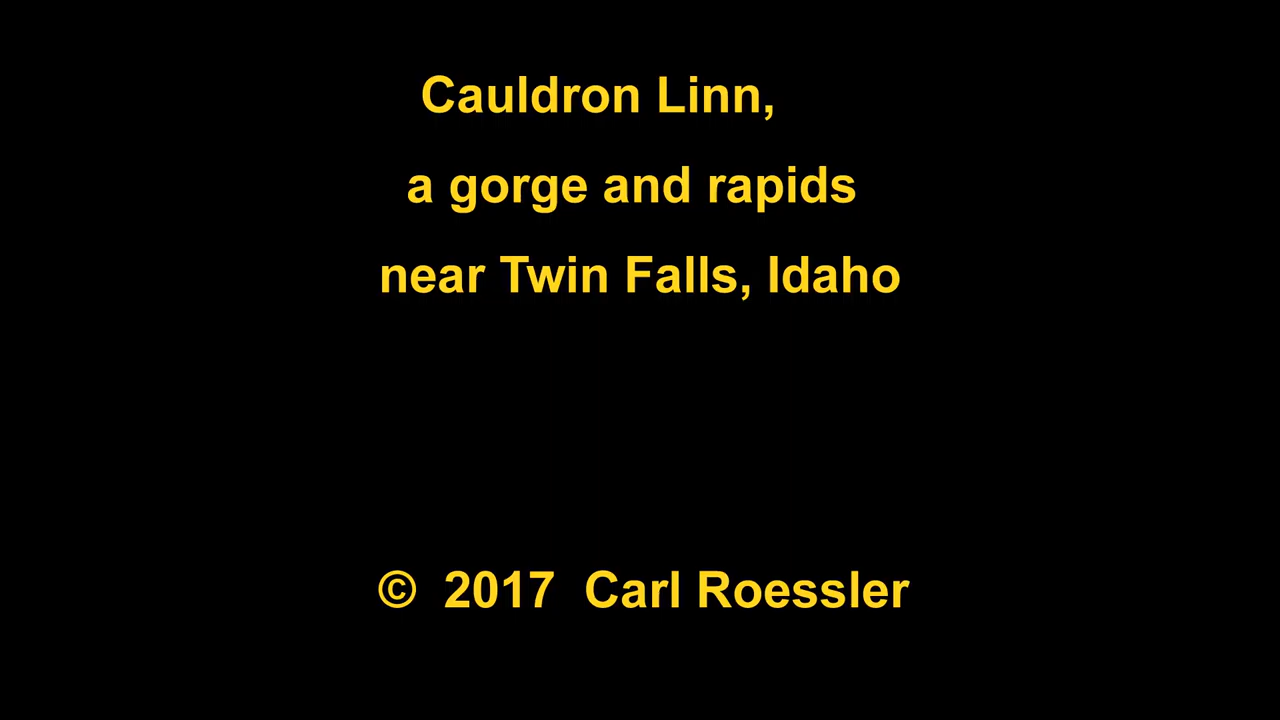 Cauldron Linn,
a gorge and rapids
near Twin Falls, Idaho
© 2017 Carl Roessler